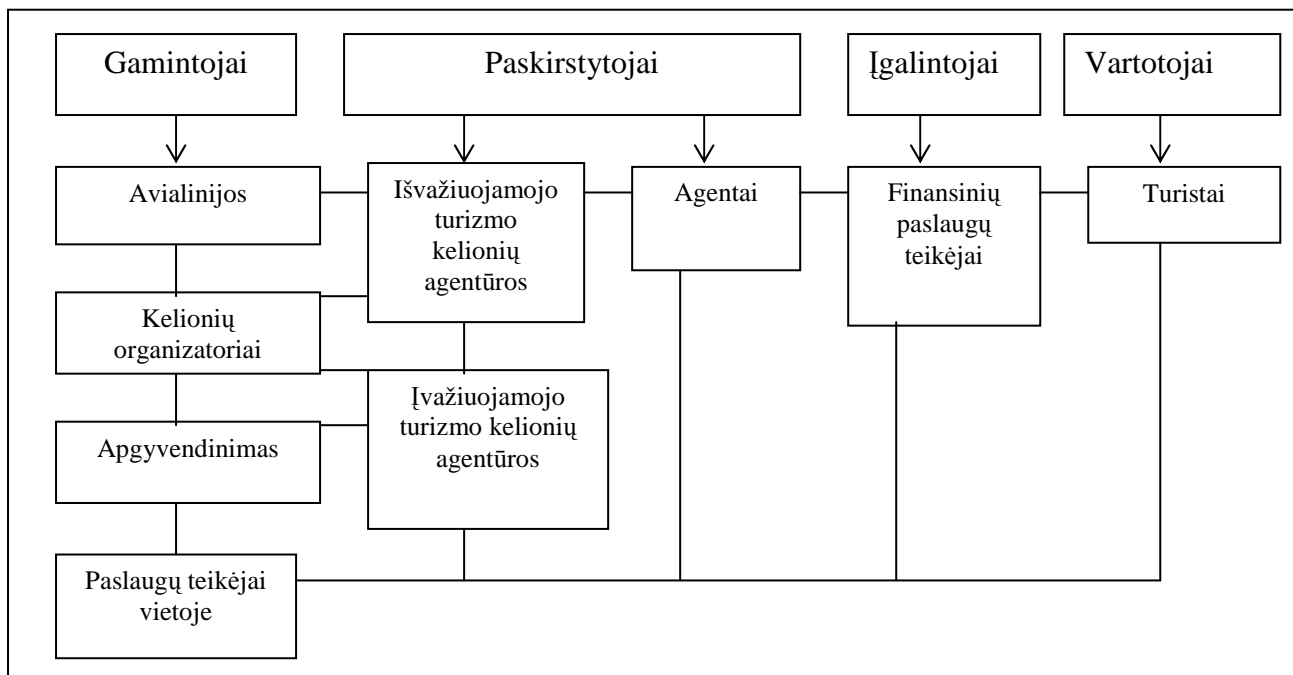 Gamintojai
Paskirstytojai
Įgalintojai
Vartotojai
Avialinijos
Išvažiuojamojo
turizmo
kelionių
agentūros
Agentai
Finansinių
paslaugų
teikėjai
Turistai
Kelionių
organizatoriai
Įvažiuojamojo
turizmo kelionių
agentūros
Apgyvendinimas
Paslaugų teikėjai
vietoje